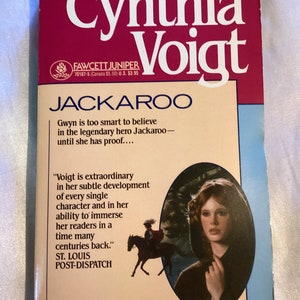 Cynthia
Voigt
FAWCETT JUNIPER
JACKAROO
Gwyn is too smart to believe
in the legendary hero Jackaroo—
until she has proof....
"Voigt is extraordinary
in her subtle development
of every single
character and in her
ability to immerse
her readers in a
time many
centuries back."
ST. LOUIS
POST-DISPATCH